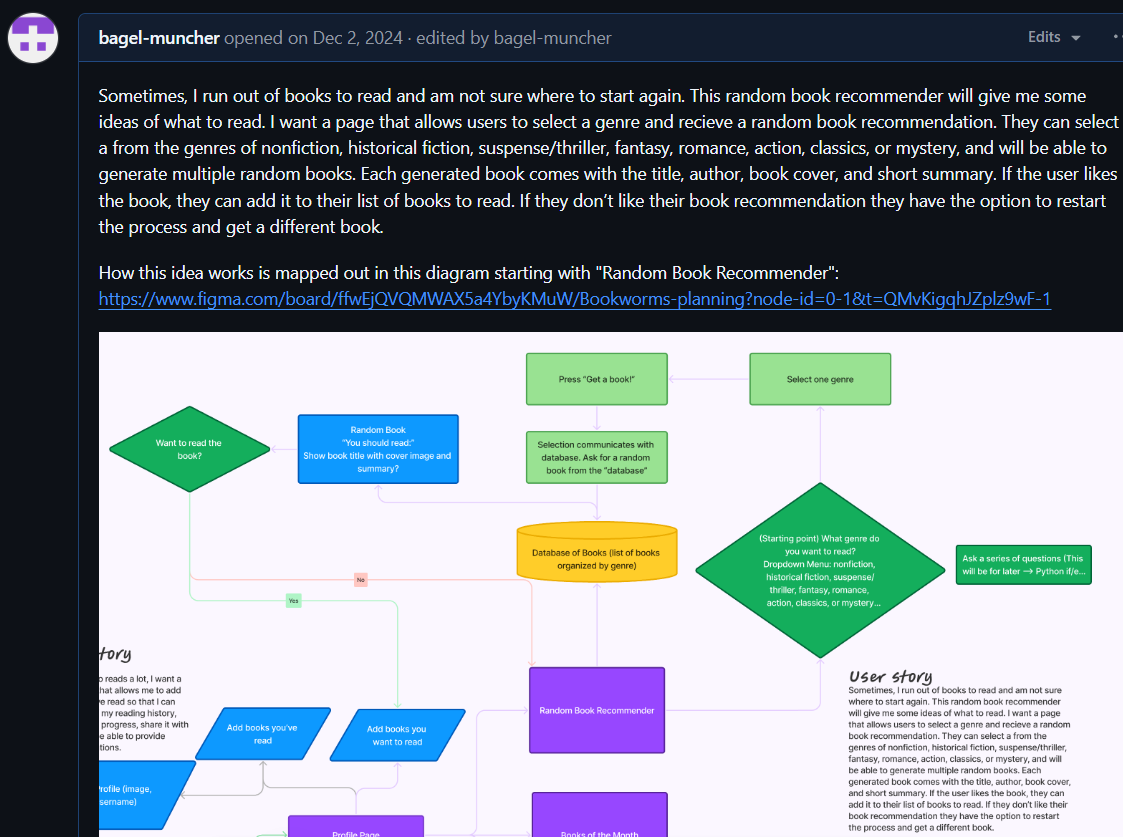 bagel-muncher opened on Dec 2, 2024 · edited by bagel-muncher
Edits
Sometimes, I run out of books to read and am not sure where to start again. This random book recommender will give me some
ideas of what to read. I want a page that allows users to select a genre and recieve a random book recommendation. They can select
a from the genres of nonfiction, historical fiction, suspense/thriller, fantasy, romance, action, classics, or mystery, and will be able to
generate multiple random books. Each generated book comes with the title, author, book cover, and short summary. If the user likes
the book, they can add it to their list of books to read. If they don’t like their book recommendation they have the option to restart
the process and get a different book.
How this idea works is mapped out in this diagram starting with "Random Book Recommender":
https://www.figma.com/board/ffwEjQVQMWAX5a4YbyKMuW/Bookworms-planning?node-id=0-1&t=QMvKigqhJZplz9wF-1
Press “Get a book!”
Select one genre
Want to read the
book?
Random Book
“You should read:”
Show book title with cover image and
summary?
Selection communicates with
database. Ask for a random
book from the “database”
Database of Books (list of books
organized by genre)
(Starting point) What genre do
you want to read?
Dropdown Menu: nonfiction,
historical fiction, suspense/
thriller, fantasy, romance,
action, classics, or mystery...
Ask a series of questions (This
will be for later --> Python if/e...
No
Yes
tory
o reads a lot, I want a
hat allows me to add
ve read so that I can
my reading history,
progress, share it with
e able to provide
tions.
Add books you've
read
Add books you
want to read
Random Book Recommender
User story
Sometimes, I run out of books to read and am not sure
where to start again. This random book recommender
will give me some ideas of what to read. I want a page
that allows users to select a genre and recieve a random
book recommendation. They can select a from the
genres of nonfiction, historical fiction, suspense/thriller,
fantasy, romance, action, classics, or mystery, and will
be able to generate multiple random books. Each
generated book comes with the title, author, book cover,
and short summary. If the user likes the book, they can
add it to their list of books to read. If they don’t like their
book recommendation they have the option to restart
the process and get a different book.
rofile (image,
sername)
Profile Page
Books of the Month